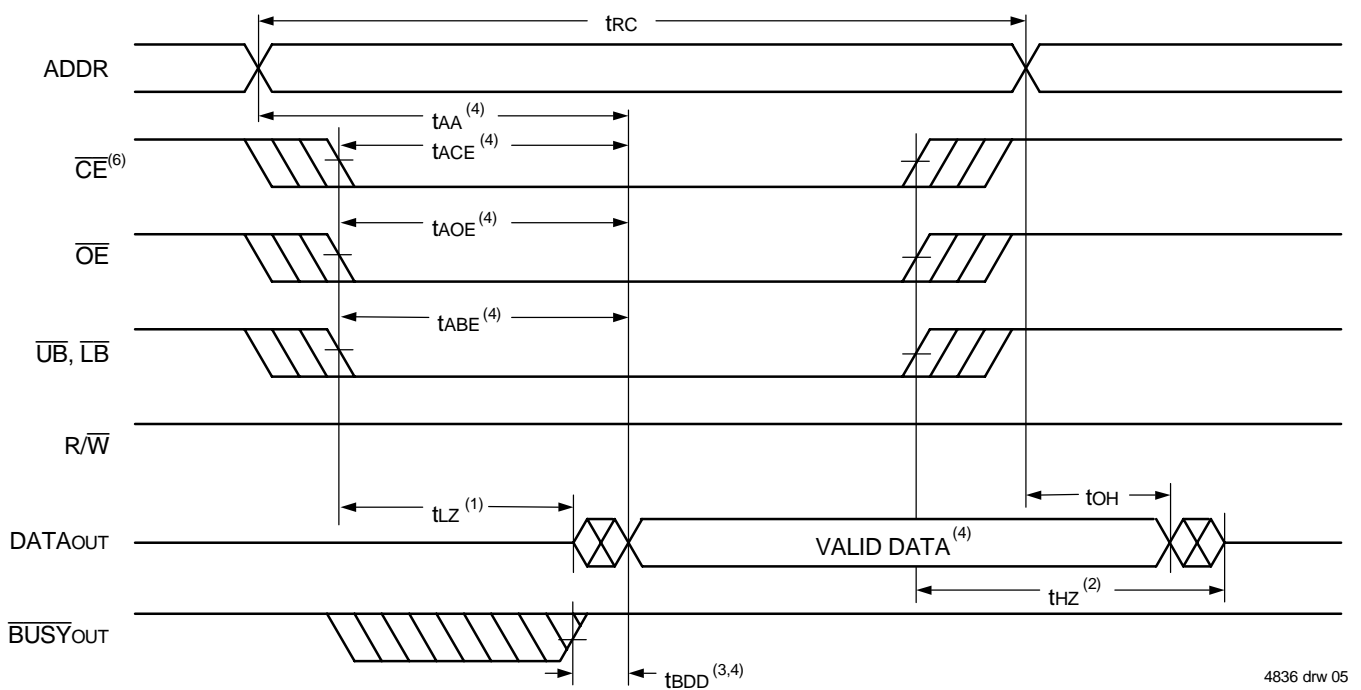 tRC
ADDR
tAA (4)
tACE (4)
CE(6)
tAOE (4)
OE
tABE (4)
UB, LB
R/W
tOH
tLZ (1)
DATAOUT
VALID DATA(4)
tHZ (2)
BUSYOUT
tBDD (3,4)
4836 drw 05